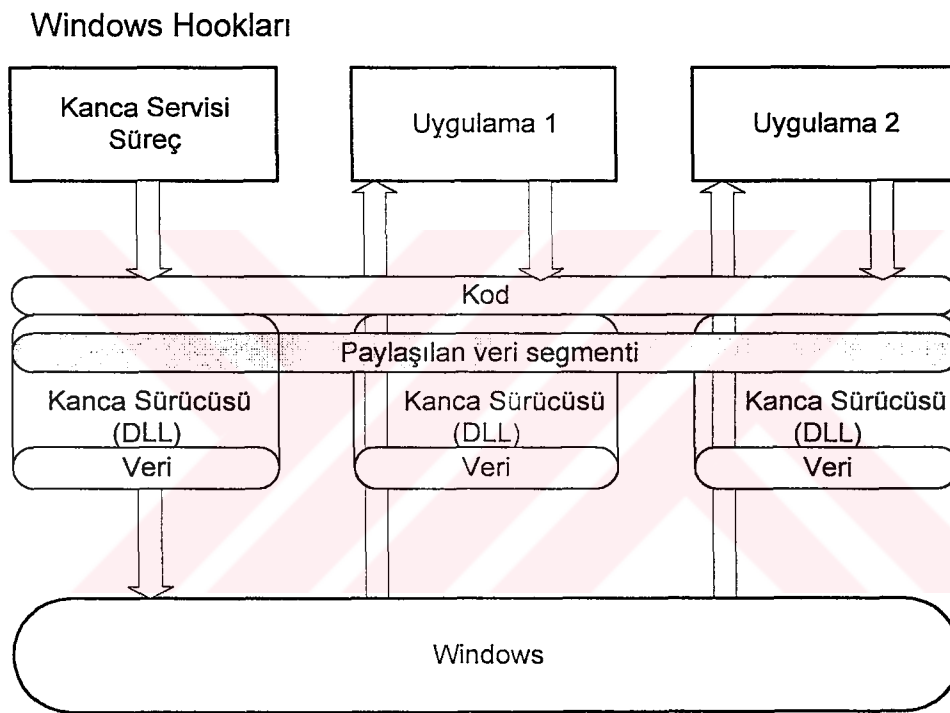 Windows Hookları
Kanca Servisi
Süreç
Uygulama 1
Uygulama 2
Kod
Paylaşılan veri segmenti
Kanca Sürücüsü
(DLL)
Veri
Kanca Sürücüsü
(DLL)
Veri
Kanca Sürücüsü
(DLL)
Veri
Windows